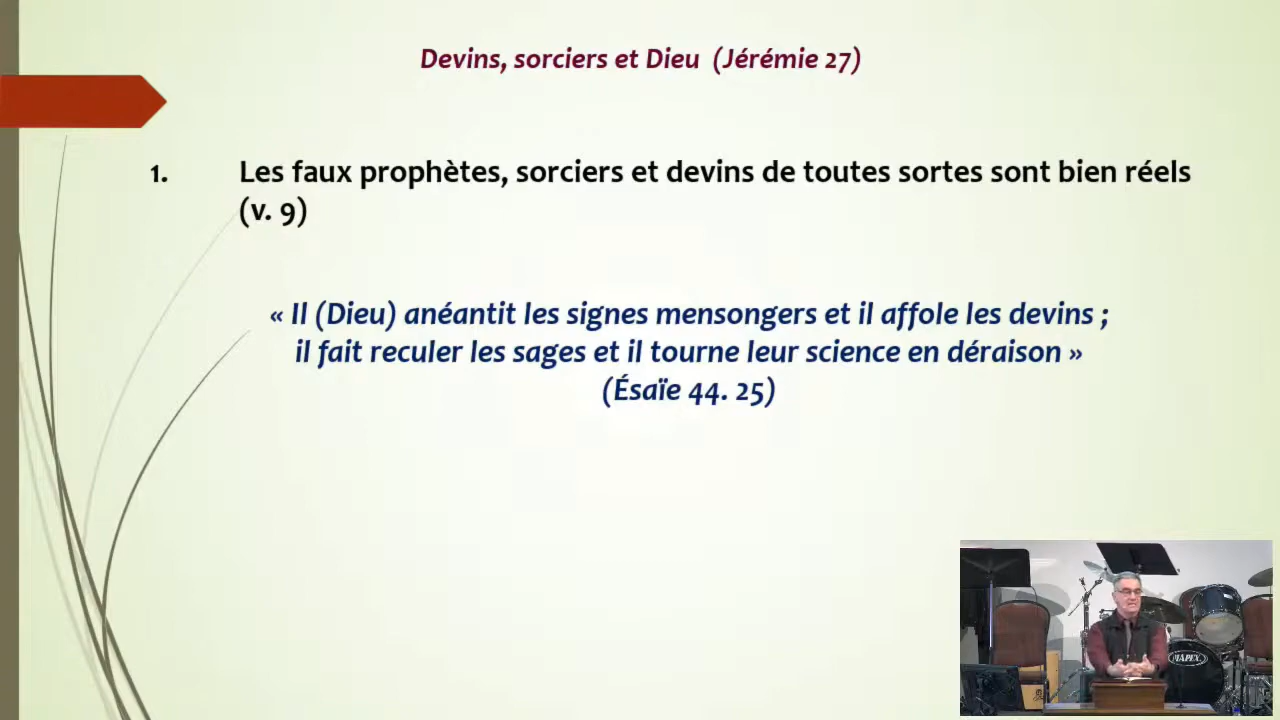 Devins, sorciers et Dieu (Jérémie 27)
1. Les faux prophètes, sorciers et devins de toutes sortes sont bien réels
(v. 9)
« Il (Dieu) anéantit les signes mensongers et il affole les devins ;
il fait reculer les sages et il tourne leur science en déraison »
(Ésaïe 44. 25)
MAPEX